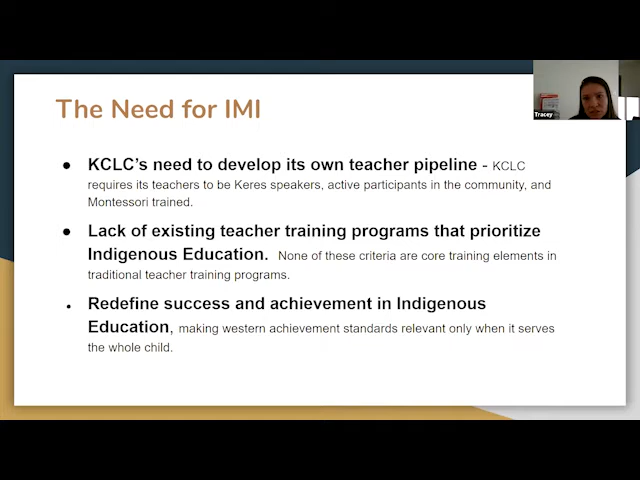 Tracey
The Need for IMI
● KCLC's need to develop its own teacher pipeline - KCLC
requires its teachers to be Keres speakers, active participants in the community, and
Montessori trained.
● Lack of existing teacher training programs that prioritize
Indigenous Education. None of these criteria are core training elements in
traditional teacher training programs.
● Redefine success and achievement in Indigenous
Education, making western achievement standards relevant only when it serves
the whole child.